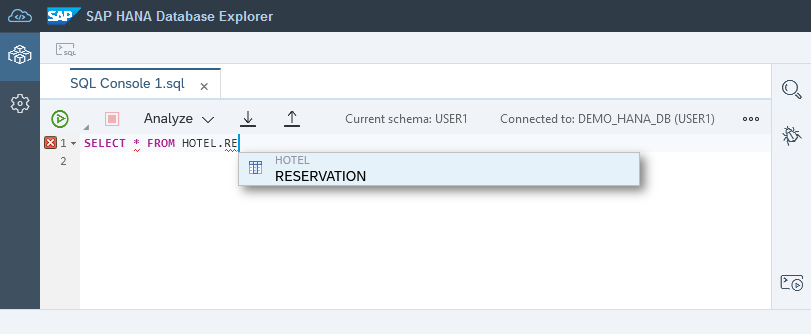 SAP SAP HANA Database Explorer
SQL
SQL Console 1.sql ×
Analyze Current schema: USER1 Connected to: DEMO_HANA_DB (USER1) •••
1 SELECT * FROM HOTEL.RE
2
HOTEL
RESERVATION